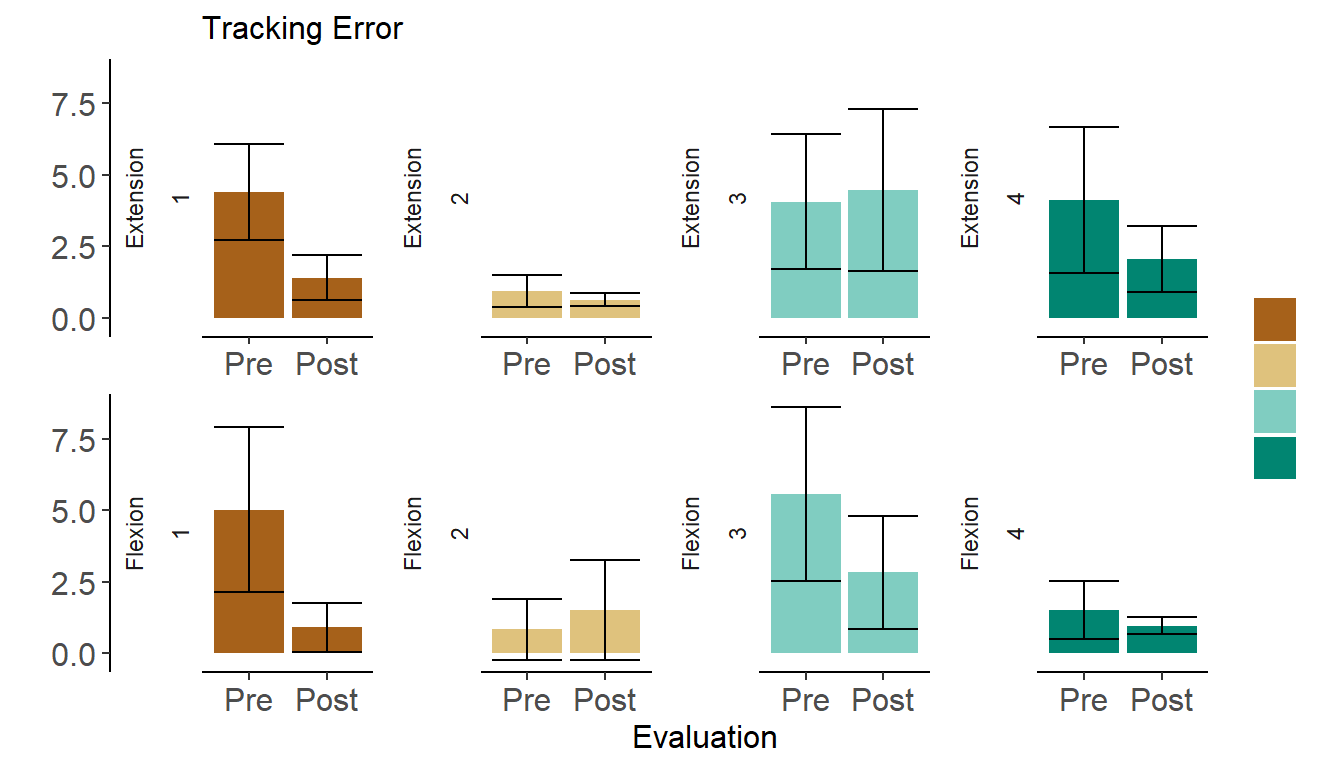 Tracking Error
7.5
5.0
2.5
0.0
Extension
1
Extension
2
Extension
3
Extension
4
Pre Post
Pre Post
Pre Post
Pre Post
7.5
5.0
2.5
0.0
Flexion
1
Flexion
2
Flexion
3
Flexion
4
Pre Post
Pre Post
Pre Post
Pre Post
Evaluation